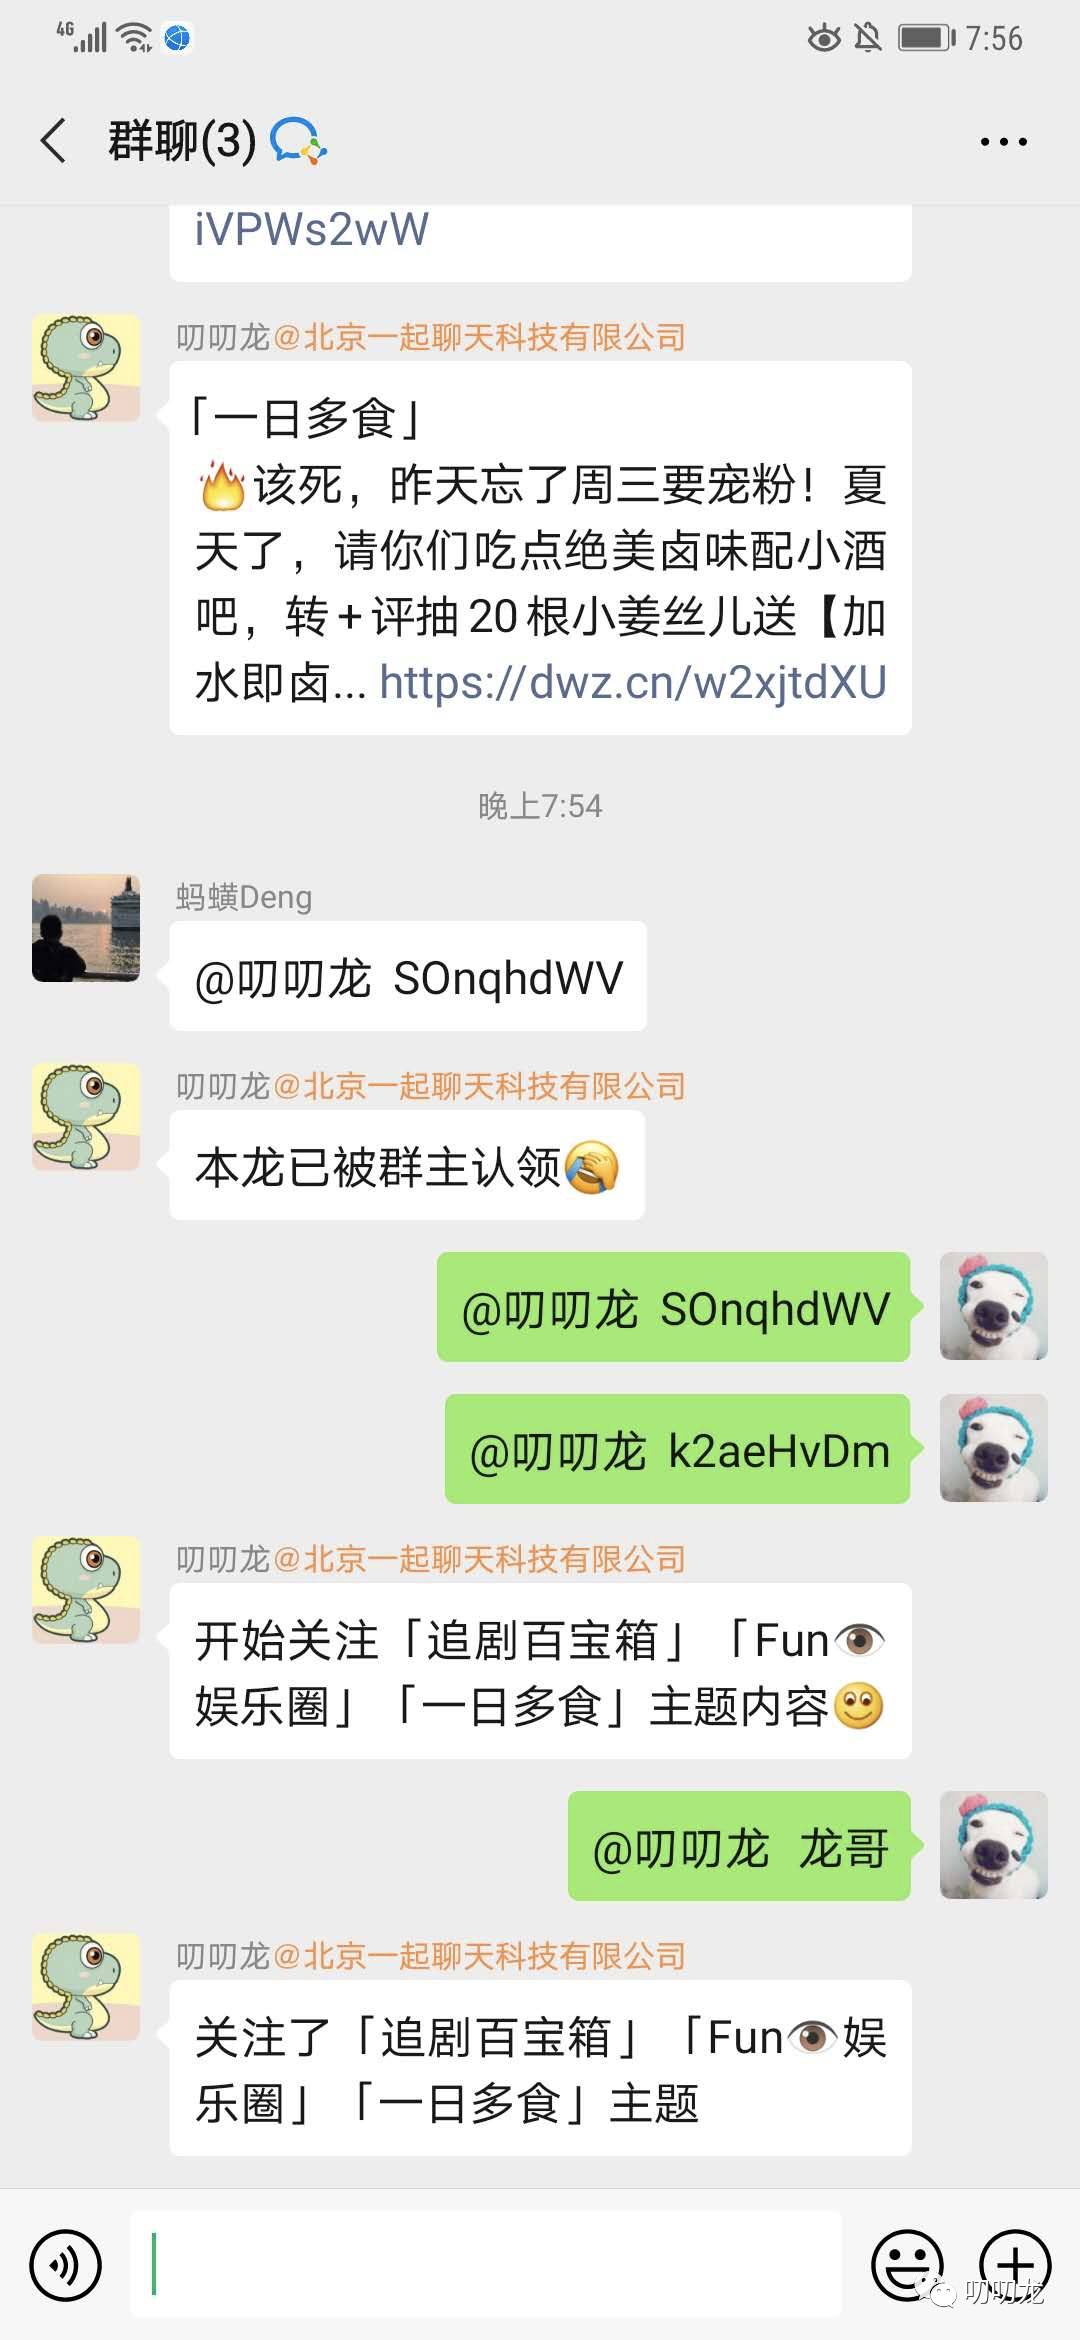 4G 7:56
群聊(3)
iVPWs2wW
叨叨龙@北京一起聊天科技有限公司
「一日多食」
🔥该死，昨天忘了周三要宠粉！夏
天了，请你们吃点绝美卤味配小酒
吧，转+评抽20根小姜丝儿送【加
水即卤... https://dwz.cn/w2xjtdXU
晚上7:54
蚂蟥Deng
@叨叨龙 SOnqhdWV
叨叨龙@北京一起聊天科技有限公司
本龙已被群主认领🤦
@叨叨龙 SOnqhdWV
@叨叨龙 k2aeHvDm
叨叨龙@北京一起聊天科技有限公司
开始关注「追剧百宝箱」「Fun👁
娱乐圈」「一日多食」主题内容🙂
@叨叨龙 龙哥
叨叨龙@北京一起聊天科技有限公司
关注了「追剧百宝箱」「Fun👁娱
乐圈」「一日多食」主题
叨叨龙